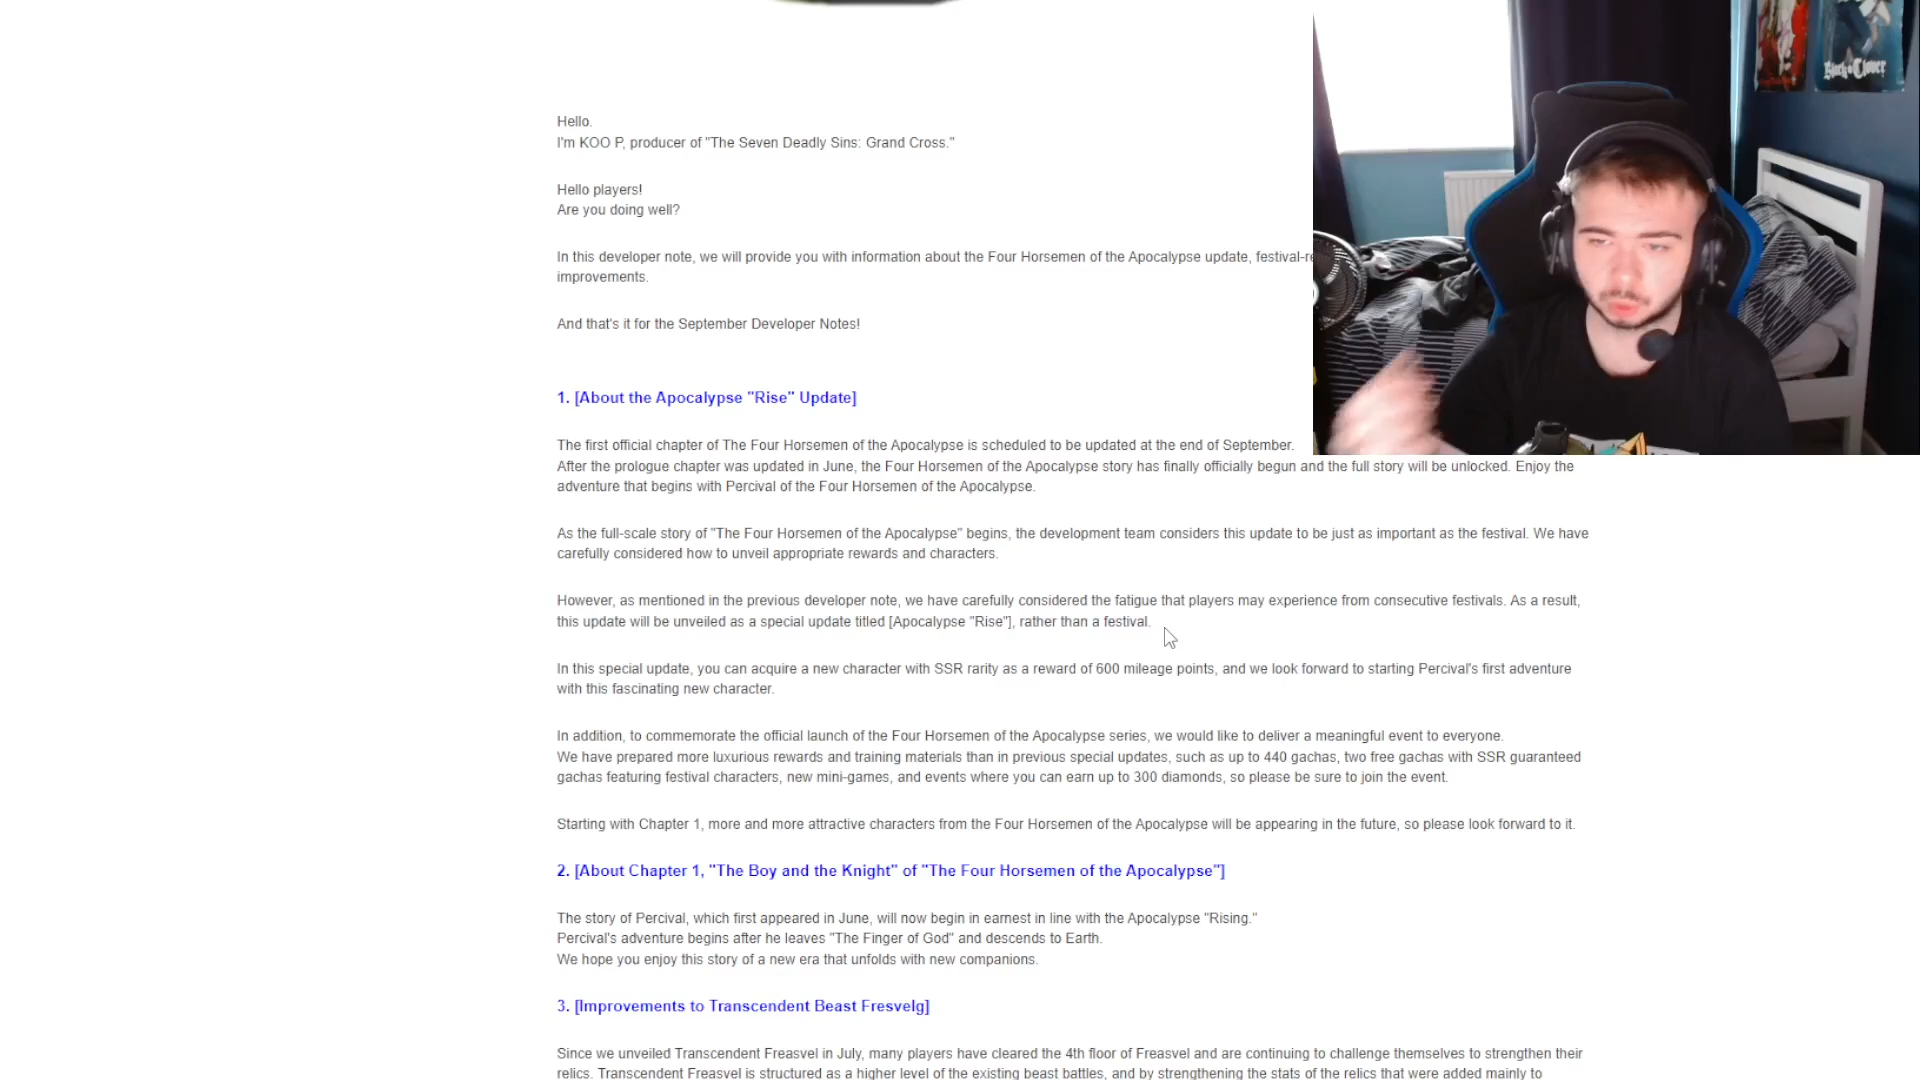 Hello.
I'm KOO P, producer of "The Seven Deadly Sins: Grand Cross."
Hello players!
Are you doing well?
In this developer note, we will provide you with information about the Four Horsemen of the Apocalypse update,
improvements.
And that's it for the September Developer Notes!
1. [About the Apocalypse "Rise" Update]
The first official chapter of The Four Horsemen of the Apocalypse is scheduled to be updated at the end of September.
After the prologue chapter was updated in June, the Four Horsemen of the Apocalypse story has finally officially begun and the full story will be unlocked. Enjoy the
adventure that begins with Percival of the Four Horsemen of the Apocalypse.
As the full-scale story of "The Four Horsemen of the Apocalypse" begins, the development team considers this update to be just as important as the festival. We have
carefully considered how to unveil appropriate rewards and characters.
However, as mentioned in the previous developer note, we have carefully considered the fatigue that players may experience from consecutive festivals. As a result,
this update will be unveiled as a special update titled [Apocalypse "Rise"], rather than a festival.
In this special update, you can acquire a new character with SSR rarity as a reward of 600 mileage points, and we look forward to starting Percival's first adventure
with this fascinating new character.
In addition, to commemorate the official launch of the Four Horsemen of the Apocalypse series, we would like to deliver a meaningful event to everyone.
We have prepared more luxurious rewards and training materials than in previous special updates, such as up to 440 gachas, two free gachas with SSR guaranteed
gachas featuring festival characters, new mini-games, and events where you can earn up to 300 diamonds, so please be sure to join the event.
Starting with Chapter 1, more and more attractive characters from the Four Horsemen of the Apocalypse will be appearing in the future, so please look forward to it.
2. [About Chapter 1, "The Boy and the Knight" of "The Four Horsemen of the Apocalypse"]
The story of Percival, which first appeared in June, will now begin in earnest in line with the Apocalypse "Rising."
Percival's adventure begins after he leaves "The Finger of God" and descends to Earth.
We hope you enjoy this story of a new era that unfolds with new companions.
3. [Improvements to Transcendent Beast Fresvelg]
Since we unveiled Transcendent Freasvel in July, many players have cleared the 4th floor of Freasvel and are continuing to challenge themselves to strengthen their
relics. Transcendent Freasvel is structured as a higher level of the existing beast battles, and by strengthening the stats of the relics that were added mainly to
Black Clover